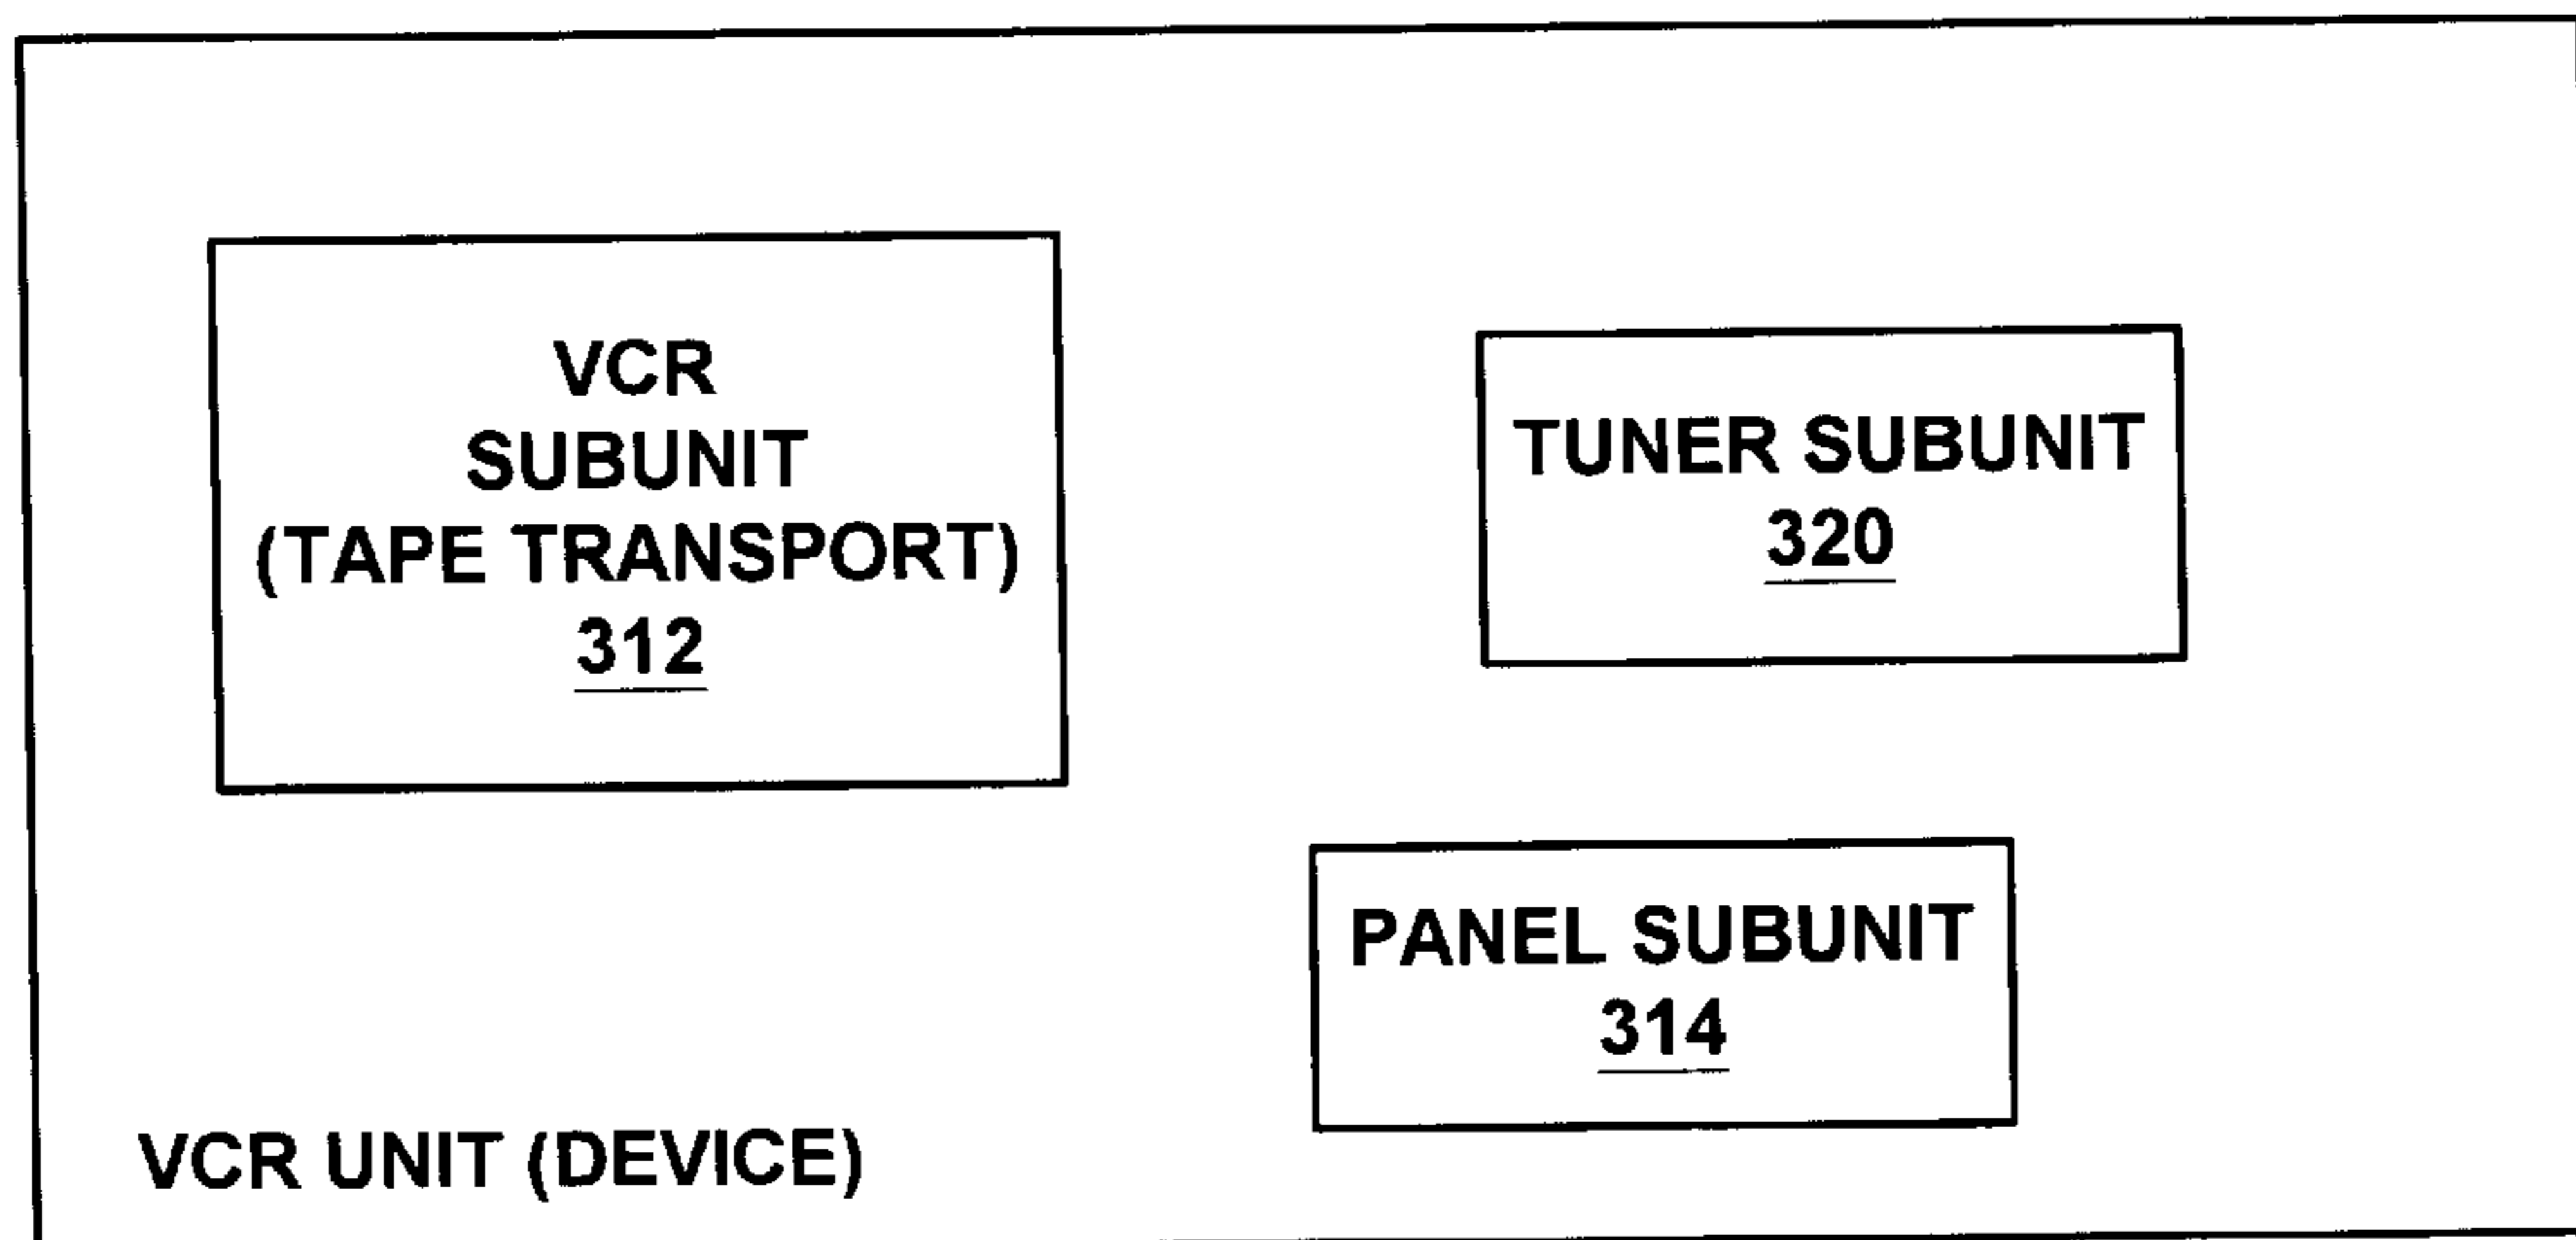 VCR
SUBUNIT
(TAPE TRANSPORT)
312
TUNER SUBUNIT
320
PANEL SUBUNIT
314
VCR UNIT (DEVICE)